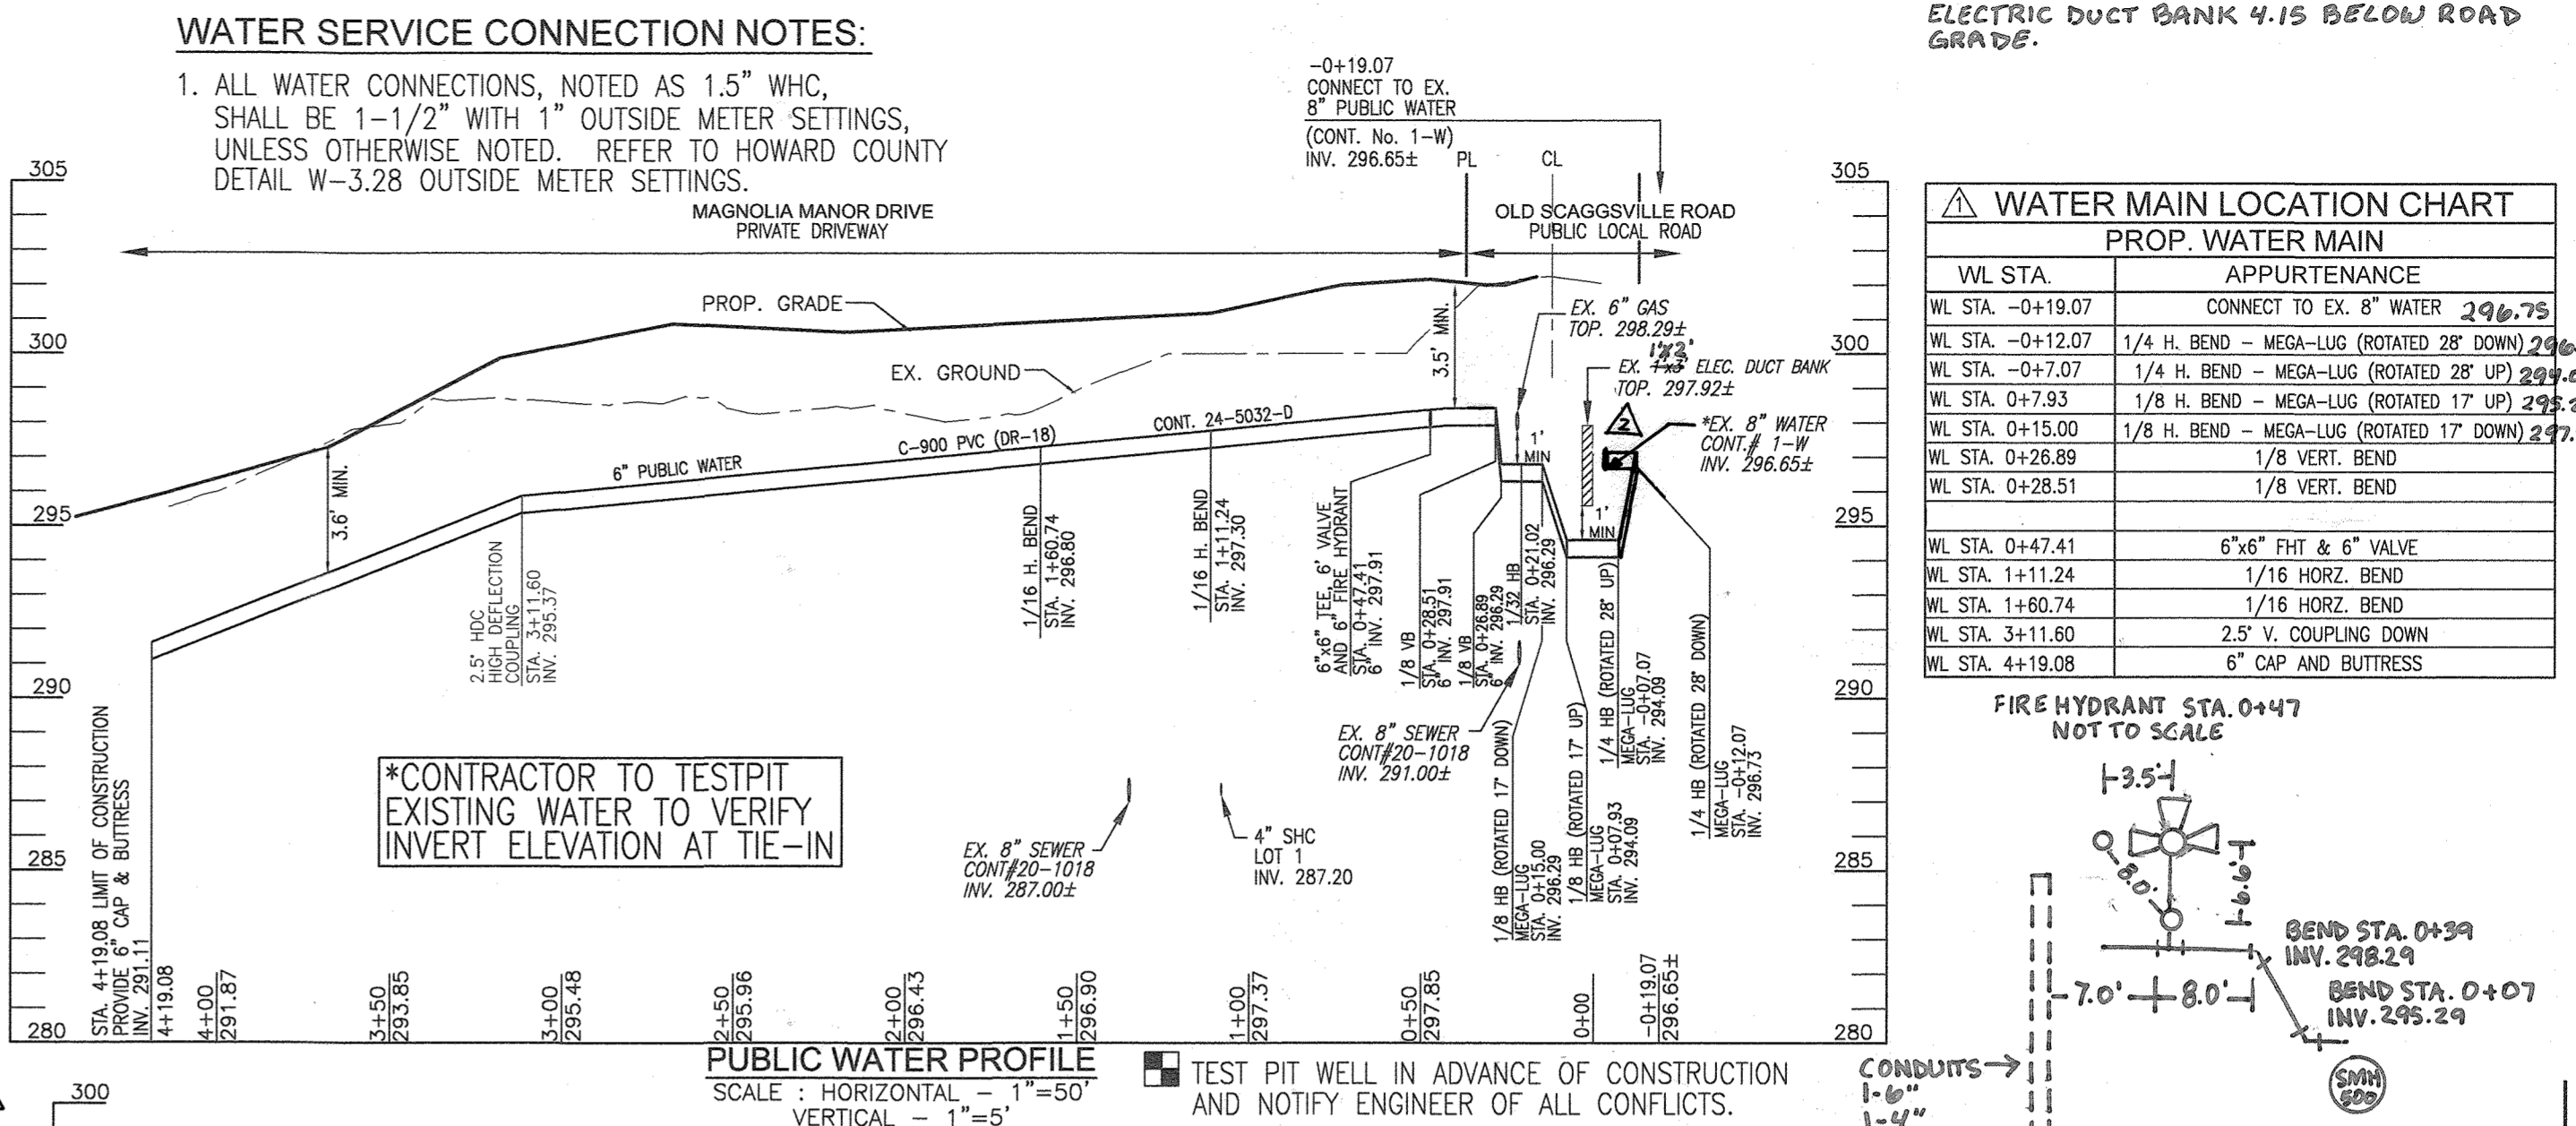 WATER SERVICE CONNECTION NOTES:
1. ALL WATER CONNECTIONS, NOTED AS 1.5" WHC,
SHALL BE 1-1/2" WITH 1" OUTSIDE METER SETTINGS,
UNLESS OTHERWISE NOTED. REFER TO HOWARD COUNTY
DETAIL W-3.28 OUTSIDE METER SETTINGS.
ELECTRIC DUCT BANK 4.15 BELOW ROAD
GRADE.
-0+19.07
CONNECT TO EX.
8" PUBLIC WATER
(CONT. No. 1-W)
INV. 296.65±
PL
CL
305
300
295
290
285
280
MAGNOLIA MANOR DRIVE
PRIVATE DRIVEWAY
OLD SCAGGSVILLE ROAD
PUBLIC LOCAL ROAD
PROP. GRADE
EX. GROUND
3.6' MIN.
3.5' MIN.
6" PUBLIC WATER
C-900 PVC (DR-18)
CONT. 24-5032-D
EX. 6" GAS
TOP. 298.29±
1'x2'
EX. 1'x3' ELEC. DUCT BANK
TOP. 297.92±
2
*EX. 8" WATER
CONT.# 1-W
INV. 296.65±
1'
MIN
1'
MIN
305
300
295
290
285
280
STA. 4+19.08 LIMIT OF CONSTRUCTION
PROVIDE 6" CAP & BUTTRESS
INV. 291.11
2.5° HDC
HIGH DEFLECTION
COUPLING
STA. 3+11.60
INV. 295.37
1/16 H. BEND
STA. 1+60.74
INV. 296.80
1/16 H. BEND
STA. 1+11.24
INV. 297.30
6"x6" TEE, 6' VALVE
AND 6" FIRE HYDRANT
STA. 0+47.41
6" INV. 297.91
1/8 VB
STA. 0+28.51
6" INV. 297.91
1/8 VB
STA. 0+26.89
6" INV. 296.29
1/32 HB
STA. 0+21.02
INV. 296.29
1/8 HB (ROTATED 17° DOWN)
MEGA-LUG
STA. 0+15.00
INV. 296.29
1/8 HB (ROTATED 17° UP)
MEGA-LUG
STA. 0+07.93
INV. 294.09
1/4 HB (ROTATED 28° UP)
MEGA-LUG
STA. -0+07.07
INV. 294.09
1/4 HB (ROTATED 28° DOWN)
MEGA-LUG
STA. -0+12.07
INV. 296.73
EX. 8" SEWER
CONT#20-1018
INV. 291.00±
*CONTRACTOR TO TESTPIT
EXISTING WATER TO VERIFY
INVERT ELEVATION AT TIE-IN
EX. 8" SEWER
CONT#20-1018
INV. 287.00±
4" SHC
LOT 1
INV. 287.20
4+19.08
4+00
291.87
3+50
293.85
3+00
295.48
2+50
295.96
2+00
296.43
1+50
296.90
1+00
297.37
0+50
297.85
0+00
-0+19.07
296.65±
PUBLIC WATER PROFILE
SCALE : HORIZONTAL - 1"=50'
VERTICAL - 1"=5'
300
TEST PIT WELL IN ADVANCE OF CONSTRUCTION
AND NOTIFY ENGINEER OF ALL CONFLICTS.
1 WATER MAIN LOCATION CHART
PROP. WATER MAIN
WL STA. APPURTENANCE
WL STA. -0+19.07 CONNECT TO EX. 8" WATER 296.75
WL STA. -0+12.07 1/4 H. BEND - MEGA-LUG (ROTATED 28° DOWN)
WL STA. -0+7.07 1/4 H. BEND - MEGA-LUG (ROTATED 28° UP)
WL STA. 0+7.93 1/8 H. BEND - MEGA-LUG (ROTATED 17° UP)
WL STA. 0+15.00 1/8 H. BEND - MEGA-LUG (ROTATED 17° DOWN)
WL STA. 0+26.89 1/8 VERT. BEND
WL STA. 0+28.51 1/8 VERT. BEND
WL STA. 0+47.41 6"x6" FHT & 6" VALVE
WL STA. 1+11.24 1/16 HORZ. BEND
WL STA. 1+60.74 1/16 HORZ. BEND
WL STA. 3+11.60 2.5° V. COUPLING DOWN
WL STA. 4+19.08 6" CAP AND BUTTRESS
FIRE HYDRANT STA. 0+47
NOT TO SCALE
3.5'
8.0'
6.6'
BEND STA. 0+39
INV. 298.29
7.0'
8.0'
BEND STA. 0+07
INV. 295.29
CONDUITS
1-6"
1-4"
SMH
500